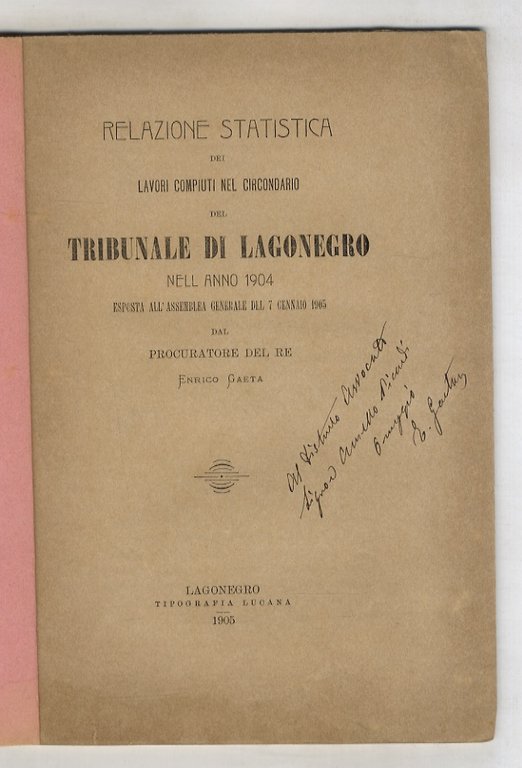 RELAZIONE STATISTICA
DEI
LAVORI COMPIUTI NEL CIRCONDARIO
DEL
TRIBUNALE DI LAGONEGRO
NELL ANNO 1904
ESPOSTA ALL'ASSEMBLEA GENERALE DEL 7 GENNAIO 1905
DAL
PROCURATORE DEL RE
ENRICO GAETA
Al distinto Avvocato
Signor Picardi
Omaggio
E. Gaeta
LAGONEGRO
TIPOGRAFIA LUCANA
1905